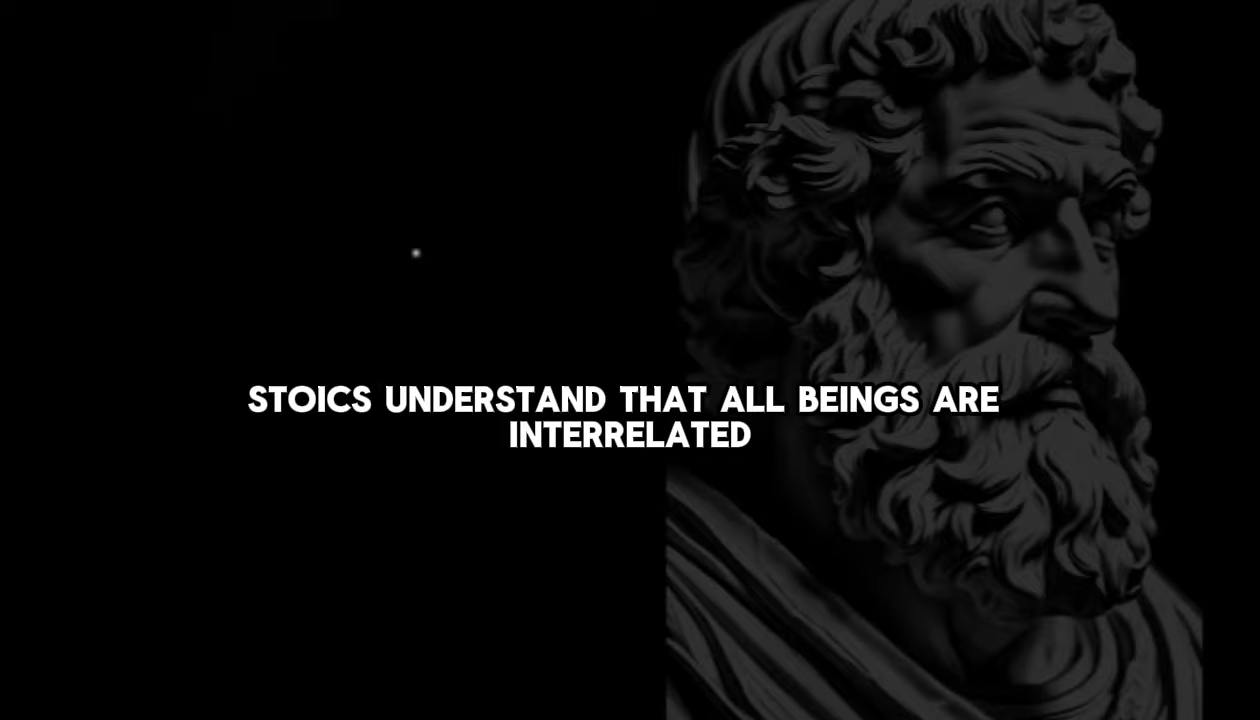 STOICS UNDERSTAND THAT ALL BEINGS ARE
INTERRELATED